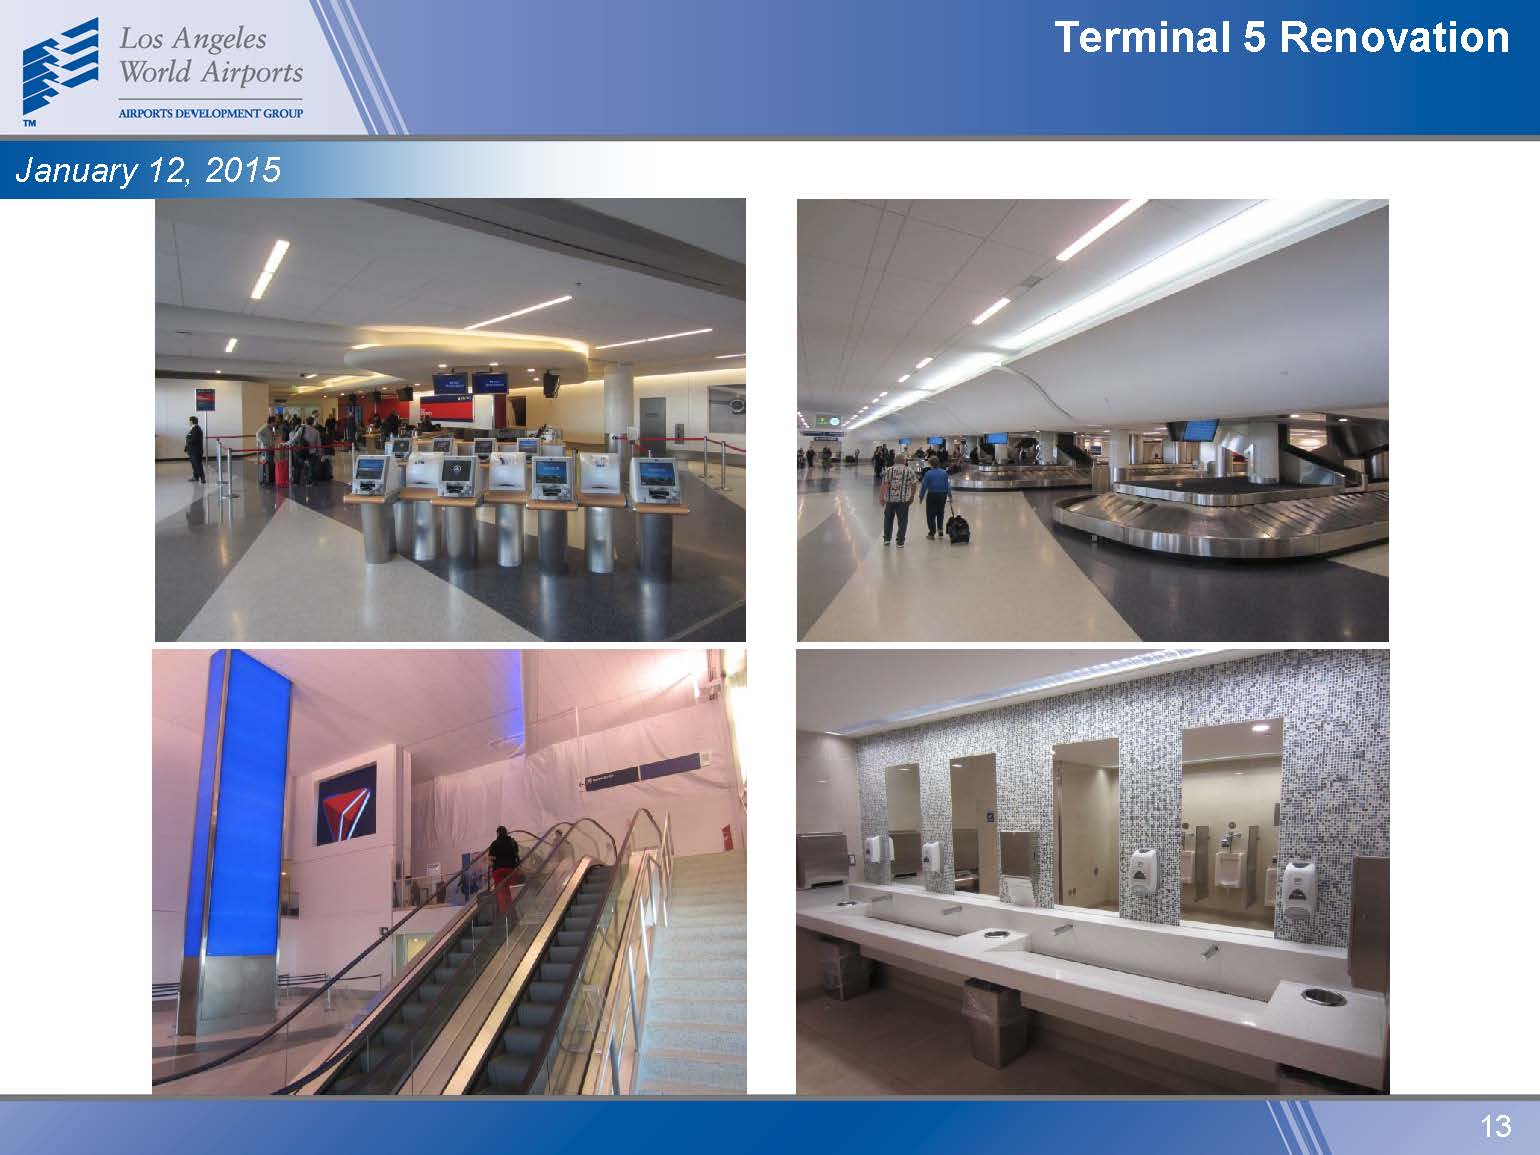 Los Angeles
World Airports
AIRPORTS DEVELOPMENT GROUP
TM
Terminal 5 Renovation
January 12, 2015
13